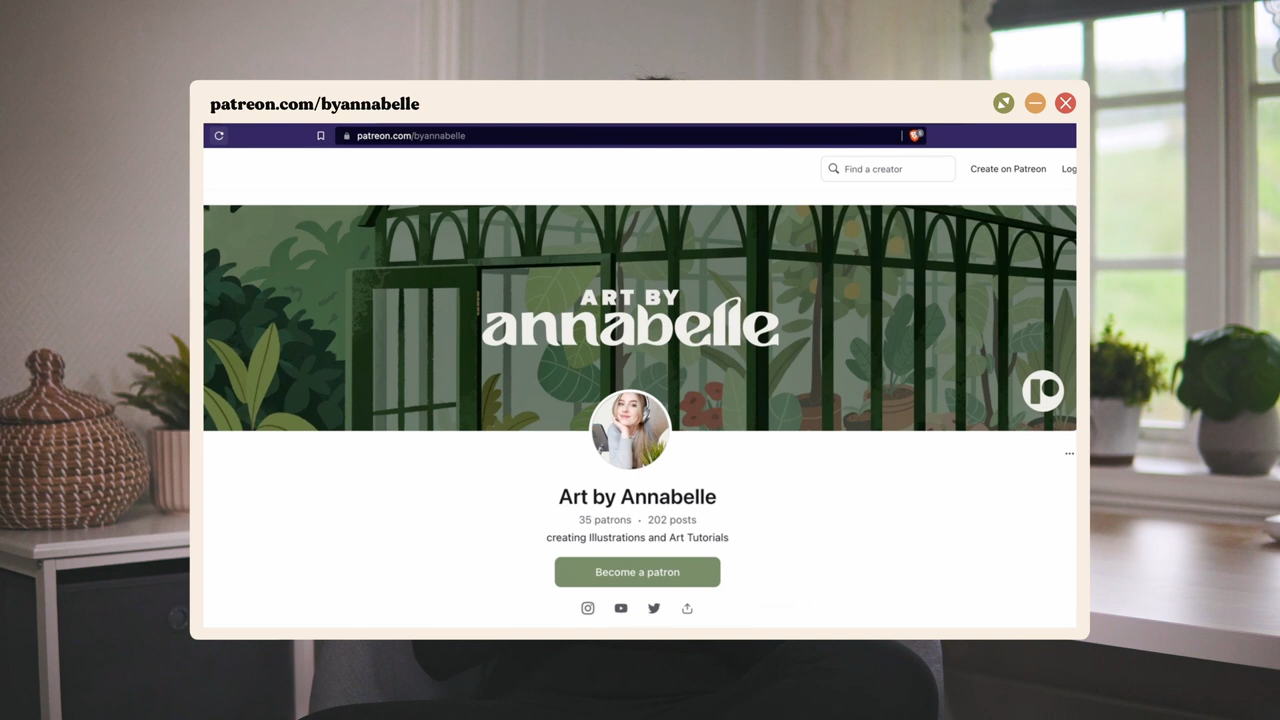 patreon.com/byannabelle
patreon.com/byannabelle
Find a creator
Create on Patreon
Log
ART BY
annabelle
Art by Annabelle
35 patrons · 202 posts
creating Illustrations and Art Tutorials
Become a patron